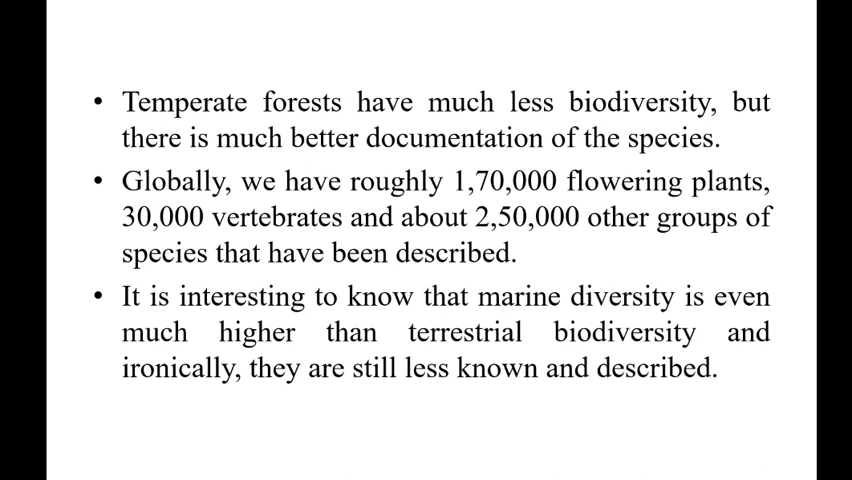 • Temperate forests have much less biodiversity, but
there is much better documentation of the species.
• Globally, we have roughly 1,70,000 flowering plants,
30,000 vertebrates and about 2,50,000 other groups of
species that have been described.
• It is interesting to know that marine diversity is even
much higher than terrestrial biodiversity and
ironically, they are still less known and described.